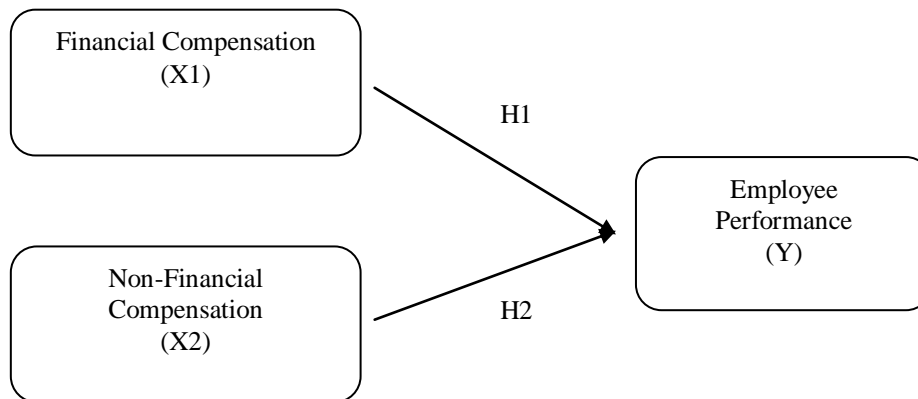 Financial Compensation
(X1)
H1
Employee
Performance
(Y)
Non-Financial
Compensation
(X2)
H2